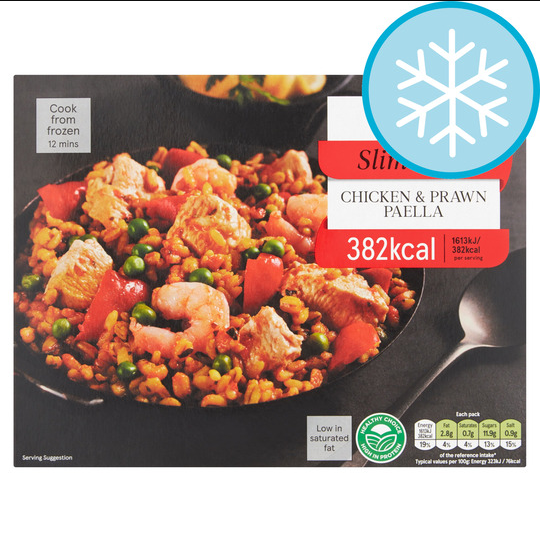 Cook
from
frozen
12 mins
CHICKEN & PRAWN
PAELLA
382kcal
1613kJ/
382kcal
per serving
Low in
saturated
fat
HEALTHY CHOICE
HIGH IN PROTEIN
Each pack
Energy
1613kJ
382kcal
19%
Fat
2.8g
4%
Saturates
0.7g
4%
Sugars
11.9g
13%
Salt
0.9g
15%
of the reference intake*
Typical values per 100g: Energy 323kJ / 76kcal
Serving Suggestion